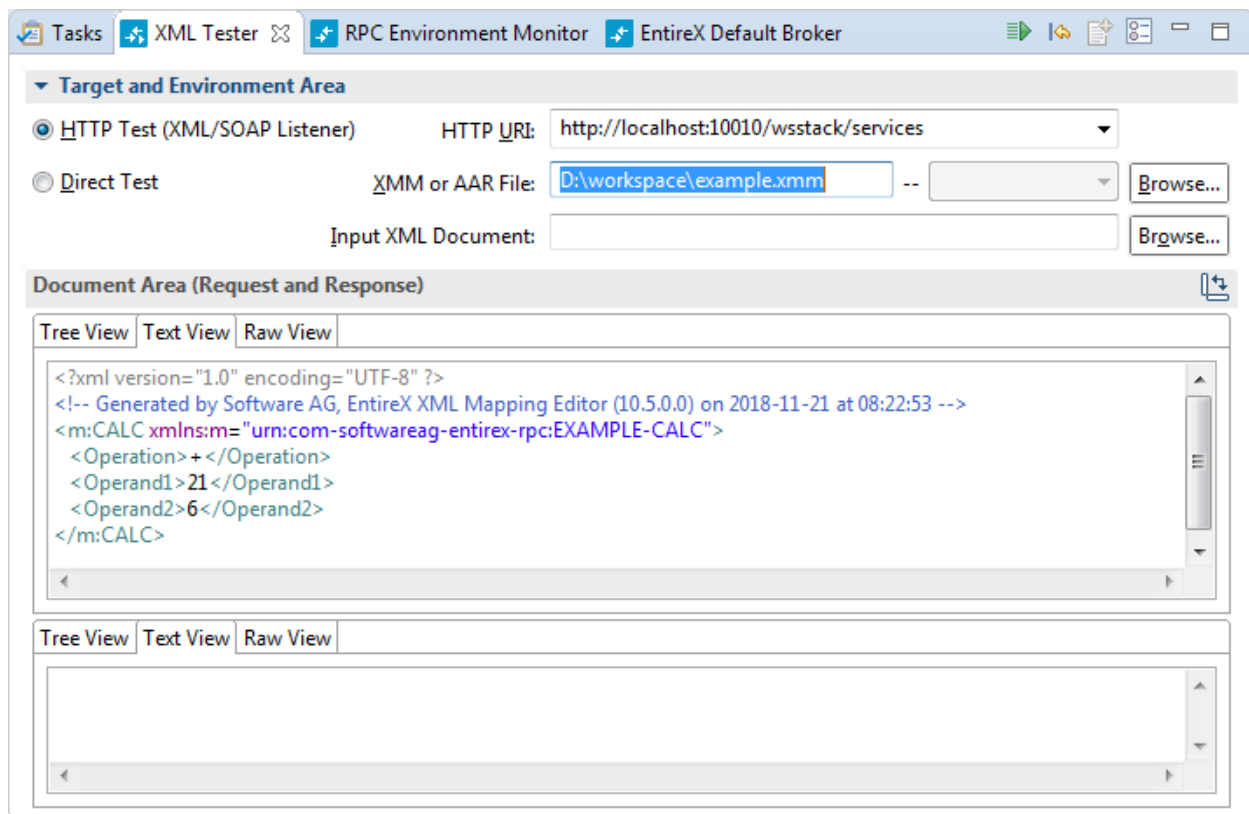 Tasks XML Tester RPC Environment Monitor EntireX Default Broker
Target and Environment Area
HTTP Test (XML/SOAP Listener) HTTP URI: http://localhost:10010/wsstack/services
Direct Test XMM or AAR File: D:\workspace\example.xmm -- Browse...
Input XML Document: Browse...
Document Area (Request and Response)
Tree View Text View Raw View
<?xml version="1.0" encoding="UTF-8" ?>
<!-- Generated by Software AG, EntireX XML Mapping Editor (10.5.0.0) on 2018-11-21 at 08:22:53 -->
<m:CALC xmlns:m="urn:com-softwareag-entirex-rpc:EXAMPLE-CALC">
<Operation>+</Operation>
<Operand1>21</Operand1>
<Operand2>6</Operand2>
</m:CALC>
Tree View Text View Raw View